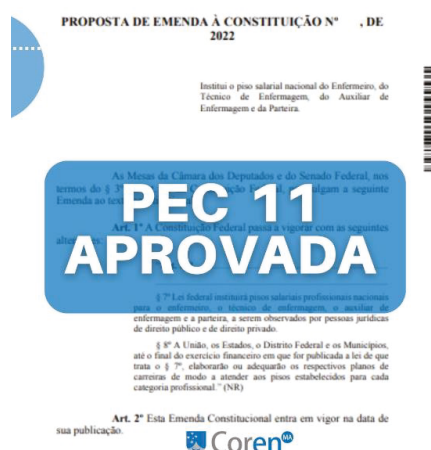 PROPOSTA DE EMENDA À CONSTITUIÇÃO Nº , DE
2022
Institui o piso salarial nacional do Enfermeiro, do
Técnico de Enfermagem, do Auxiliar de
Enfermagem e da Parteira.
As Mesas da Câmara dos Deputados e do Senado Federal, nos
termos do § 3º
PEC 11
APROVADA
Emenda ao
Art. 1º A Constituição Federal passa a vigorar com as seguintes
§ 7º Lei federal instituirá pisos salariais profissionais nacionais
para o enfermeiro, o técnico de enfermagem, o auxiliar de
enfermagem e a parteira, a serem observados por pessoas jurídicas
de direito público e de direito privado.
§ 8º A União, os Estados, o Distrito Federal e os Municípios,
até o final do exercício financeiro em que for publicada a lei de que
trata o § 7º, elaborarão ou adequarão os respectivos planos de
carreiras de modo a atender aos pisos estabelecidos para cada
categoria profissional." (NR)
Art. 2º Esta Emenda Constitucional entra em vigor na data de
sua publicação.
Coren